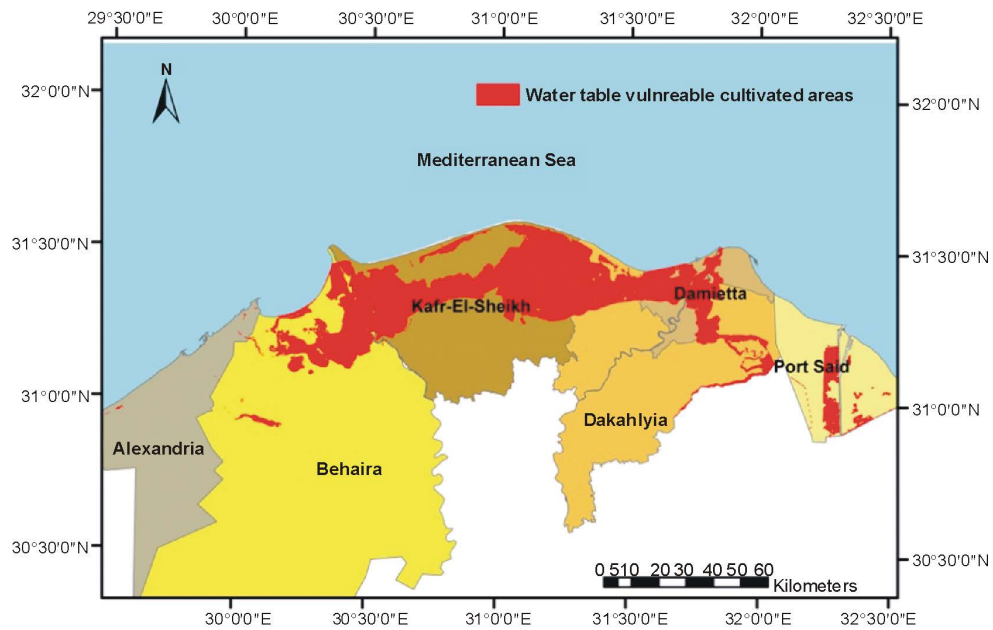 29°30'0"E 30°0'0"E 30°30'0"E 31°0'0"E 31°30'0"E 32°0'0"E 32°30'0"E
N
32°0'0"N
Water table vulnreable cultivated areas
32°0'0"N
Mediterranean Sea
31°30'0"N
31°30'0"N
Damietta
Kafr-El-Sheikh
Port Said
31°0'0"N
31°0'0"N
Dakahlyia
Alexandria
Behaira
30°30'0"N
30°30'0"N
0 510 20 30 40 50 60
Kilometers
30°0'0"E 30°30'0"E 31°0'0"E 31°30'0"E 32°0'0"E 32°30'0"E